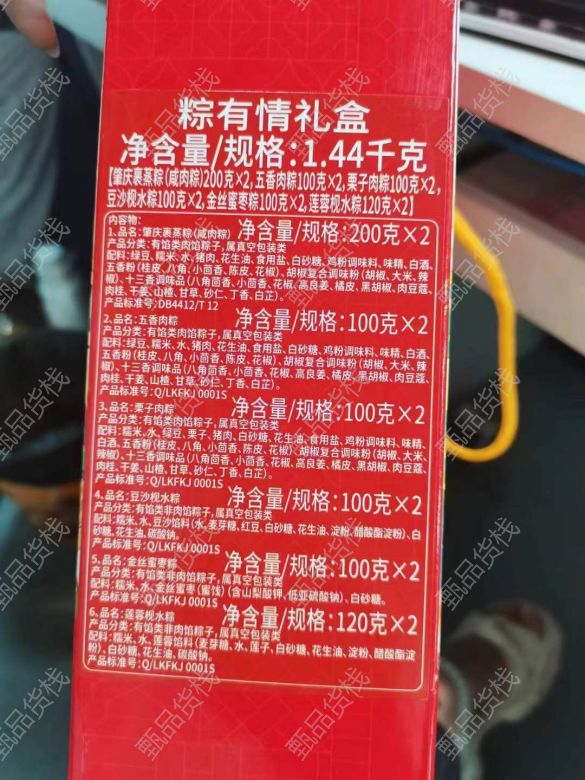 粽有情礼盒
净含量/规格:1.44千克
【肇庆裹蒸粽(咸肉粽)200克×2,五香肉粽100克×2,栗子肉粽100克×2,
豆沙枧水粽100克×2,金丝蜜枣粽100克×2,莲蓉枧水粽120克×2】
内容物:
1、品名:肇庆裹蒸粽(咸肉粽) 净含量/规格:200克×2
产品分类:有馅类肉馅粽子,属真空包装类
配料:绿豆、糯米、水、猪肉、花生油、食用盐、白砂糖、鸡粉调味料、味精、白酒、
五香粉(桂皮、八角、小茴香、陈皮、花椒)、胡椒复合调味粉(胡椒、大米、辣
椒)、十三香调味品(八角茴香、小茴香、花椒、高良姜、橘皮、黑胡椒、肉豆蔻、
肉桂、干姜、山楂、甘草、砂仁、丁香、白芷)。
产品标准号:DB4412/T 12
2、品名:五香肉粽 净含量/规格:100克×2
产品分类:有馅类肉馅粽子,属真空包装类
配料:绿豆、糯米、水、猪肉、花生油、食用盐、白砂糖、鸡粉调味料、味精、白酒、
五香粉(桂皮、八角、小茴香、陈皮、花椒)、胡椒复合调味粉(胡椒、大米、辣
椒)、十三香调味品(八角茴香、小茴香、花椒、高良姜、橘皮、黑胡椒、肉豆蔻、
肉桂、干姜、山楂、甘草、砂仁、丁香、白芷)。
产品标准号:Q/LKFKJ 0001S
3、品名:栗子肉粽 净含量/规格:100克×2
产品分类:有馅类肉馅粽子,属真空包装类
配料:糯米、水、绿豆、栗子、猪肉、白砂糖、花生油、食用盐、鸡粉调味料、味精、
白酒、五香粉(桂皮、八角、小茴香、陈皮、花椒)、胡椒复合调味粉(胡椒、大米、
辣椒)、十三香调味品(八角茴香、小茴香、花椒、高良姜、橘皮、黑胡椒、肉豆蔻、
肉桂、干姜、山楂、甘草、砂仁、丁香、白芷)。
产品标准号:Q/LKFKJ 0001S
4、品名:豆沙枧水粽 净含量/规格:100克×2
产品分类:有馅类非肉馅粽子,属真空包装类
配料:糯米、水、豆沙馅料(水、麦芽糖、红豆、白砂糖、花生油、淀粉、醋酸酯淀粉)、白
砂糖、花生油、碳酸钠。
产品标准号:Q/LKFKJ 0001S
5、品名:金丝蜜枣粽 净含量/规格:100克×2
产品分类:有馅类非肉馅粽子,属真空包装类
配料:糯米、水、金丝蜜枣(蜜饯)(含山梨酸钾、低亚硫酸钠)、白砂糖。
产品标准号:Q/LKFKJ 0001S
6、品名:莲蓉枧水粽 净含量/规格:120克×2
产品分类:有馅类非肉馅粽子,属真空包装类
配料:糯米、水、莲蓉馅料(麦芽糖、水、莲子、白砂糖、花生油、淀粉、醋酸酯淀
粉)、白砂糖、花生油、碳酸钠。
产品标准号:Q/LKFKJ 0001S
甄品货栈